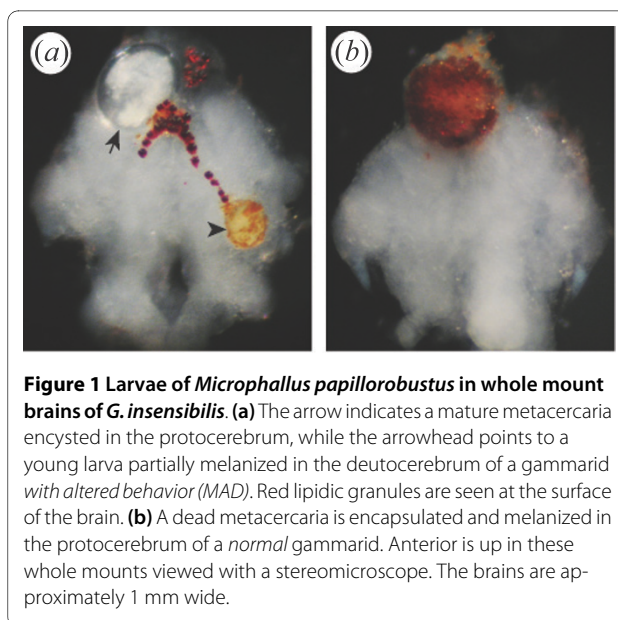 (a) (b)
Figure 1 Larvae of Microphallus papillorobustus in whole mount
brains of G. insensibilis. (a) The arrow indicates a mature metacercaria
encysted in the protocerebrum, while the arrowhead points to a
young larva partially melanized in the deutocerebrum of a gammarid
with altered behavior (MAD). Red lipidic granules are seen at the surface
of the brain. (b) A dead metacercaria is encapsulated and melanized in
the protocerebrum of a normal gammarid. Anterior is up in these
whole mounts viewed with a stereomicroscope. The brains are ap-
proximately 1 mm wide.